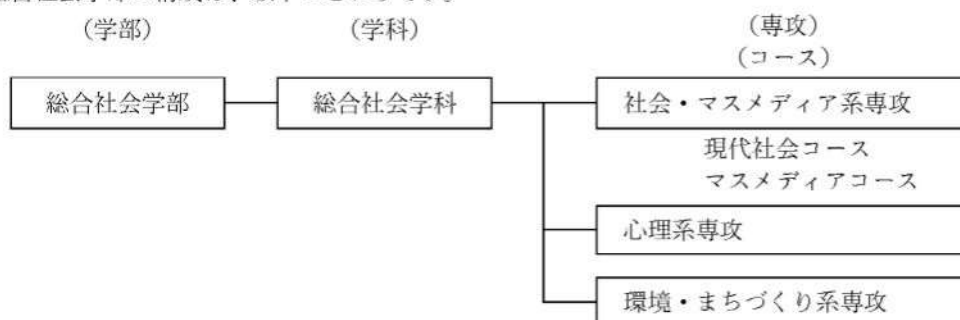 (学部) (学科) (専攻)
(コース)
総合社会学部 総合社会学科 社会・マスメディア系専攻
現代社会コース
マスメディアコース
心理系専攻
環境・まちづくり系専攻